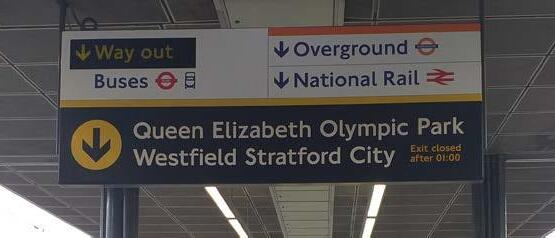 Way out
Buses
Overground
National Rail
Queen Elizabeth Olympic Park
Westfield Stratford City
Exit closed
after 01:00